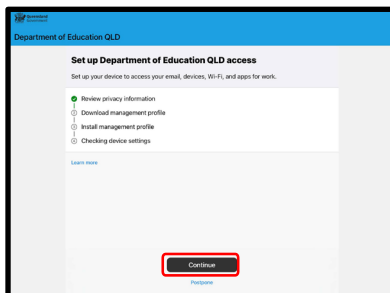 Queensland
Government
Department of Education QLD
Set up Department of Education QLD access
Set up your device to access your email, devices, Wi-Fi, and apps for work.
Review privacy information
Download management profile
Install management profile
Checking device settings
Learn more
Continue
Postpone